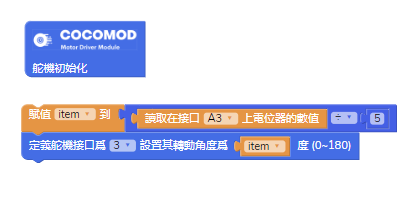 COCOMOD
Motor Driver Module
舵機初始化
賦值 item 到 讀取在接口 A3 上電位器的數值 ÷ 5
定義舵機接口爲 3 設置其轉動角度爲 item 度 (0~180)